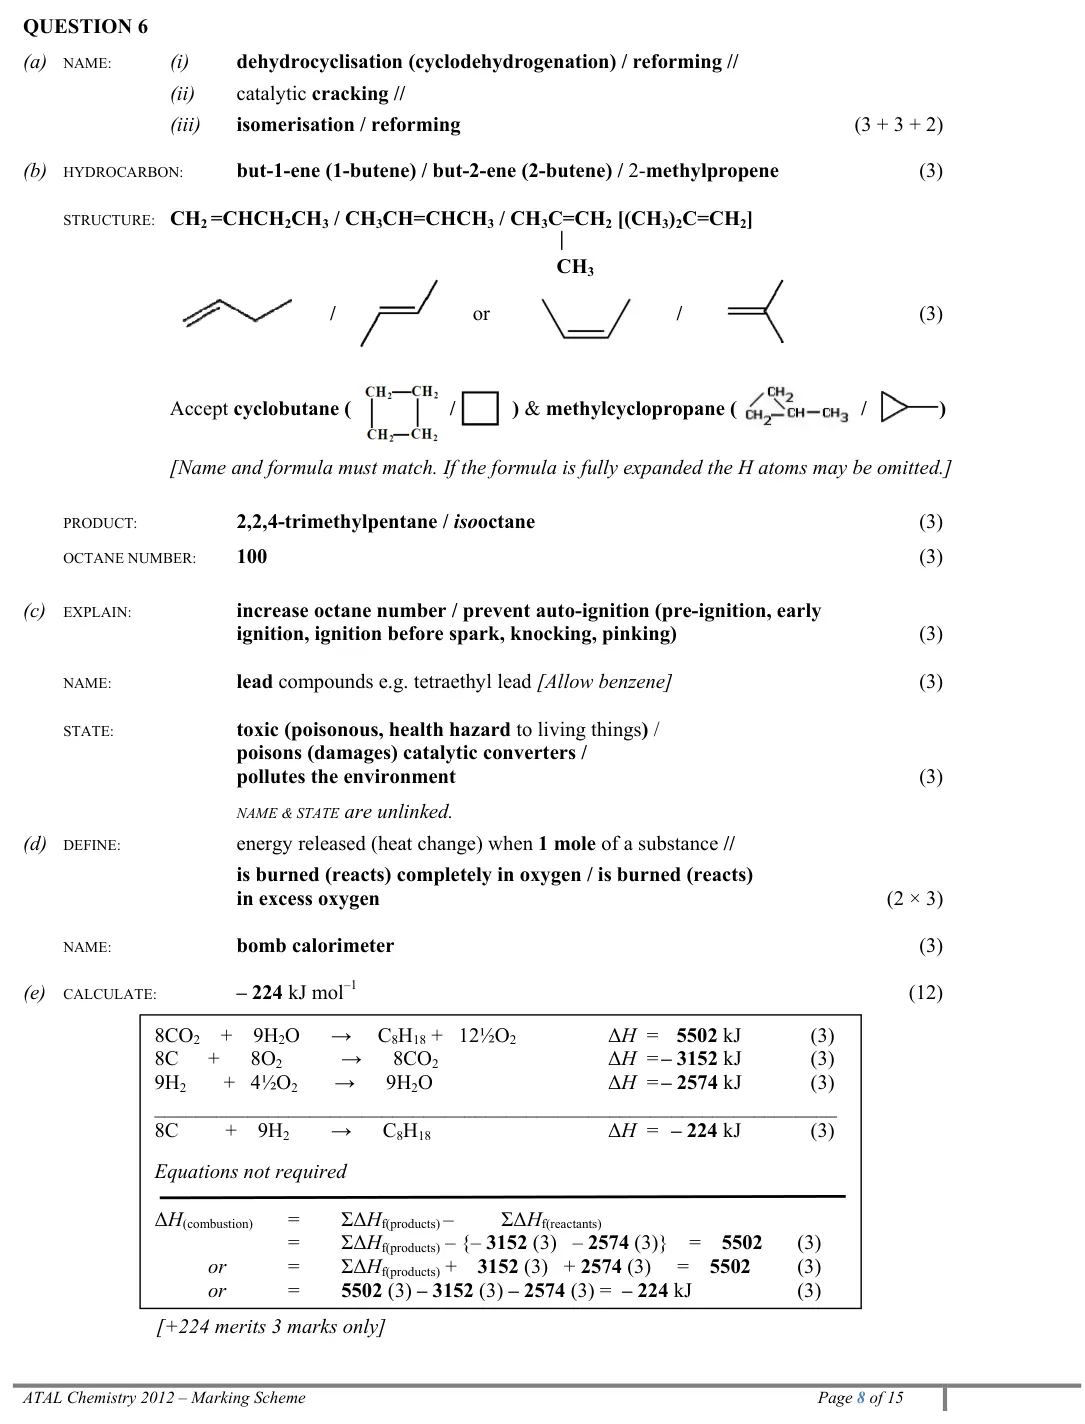 QUESTION 6
(a) NAME: (i) dehydrocyclisation (cyclodehydrogenation) / reforming //
(ii) catalytic cracking //
(iii) isomerisation / reforming (3 + 3 + 2)
(b) HYDROCARBON: but-1-ene (1-butene) / but-2-ene (2-butene) / 2-methylpropene (3)
STRUCTURE: CH₂ =CHCH₂CH₃ / CH₃CH=CHCH₃ / CH₃C=CH₂ [(CH₃)₂C=CH₂]
|
CH₃
/ or / (3)
CH₂—CH₂
CH₂
Accept cyclobutane ( / ) & methylcyclopropane ( CH₂—CH—CH₃ / )
CH₂—CH₂
[Name and formula must match. If the formula is fully expanded the H atoms may be omitted.]
PRODUCT: 2,2,4-trimethylpentane / isooctane (3)
OCTANE NUMBER: 100 (3)
(c) EXPLAIN: increase octane number / prevent auto-ignition (pre-ignition, early
ignition, ignition before spark, knocking, pinking) (3)
NAME: lead compounds e.g. tetraethyl lead [Allow benzene] (3)
STATE: toxic (poisonous, health hazard to living things) /
poisons (damages) catalytic converters /
pollutes the environment (3)
NAME & STATE are unlinked.
(d) DEFINE: energy released (heat change) when 1 mole of a substance //
is burned (reacts) completely in oxygen / is burned (reacts)
in excess oxygen (2 × 3)
NAME: bomb calorimeter (3)
(e) CALCULATE: – 224 kJ mol⁻¹ (12)
8CO₂ + 9H₂O → C₈H₁₈ + 12½O₂ ΔH = 5502 kJ (3)
8C + 8O₂ → 8CO₂ ΔH =– 3152 kJ (3)
9H₂ + 4½O₂ → 9H₂O ΔH =– 2574 kJ (3)
8C + 9H₂ → C₈H₁₈ ΔH = – 224 kJ (3)
Equations not required
ΔH(combustion) = ΣΔHf(products) – ΣΔHf(reactants)
= ΣΔHf(products) – {– 3152 (3) – 2574 (3)} = 5502 (3)
or = ΣΔHf(products) + 3152 (3) + 2574 (3) = 5502 (3)
or = 5502 (3) – 3152 (3) – 2574 (3) = – 224 kJ (3)
[+224 merits 3 marks only]
ATAL Chemistry 2012 – Marking Scheme Page 8 of 15